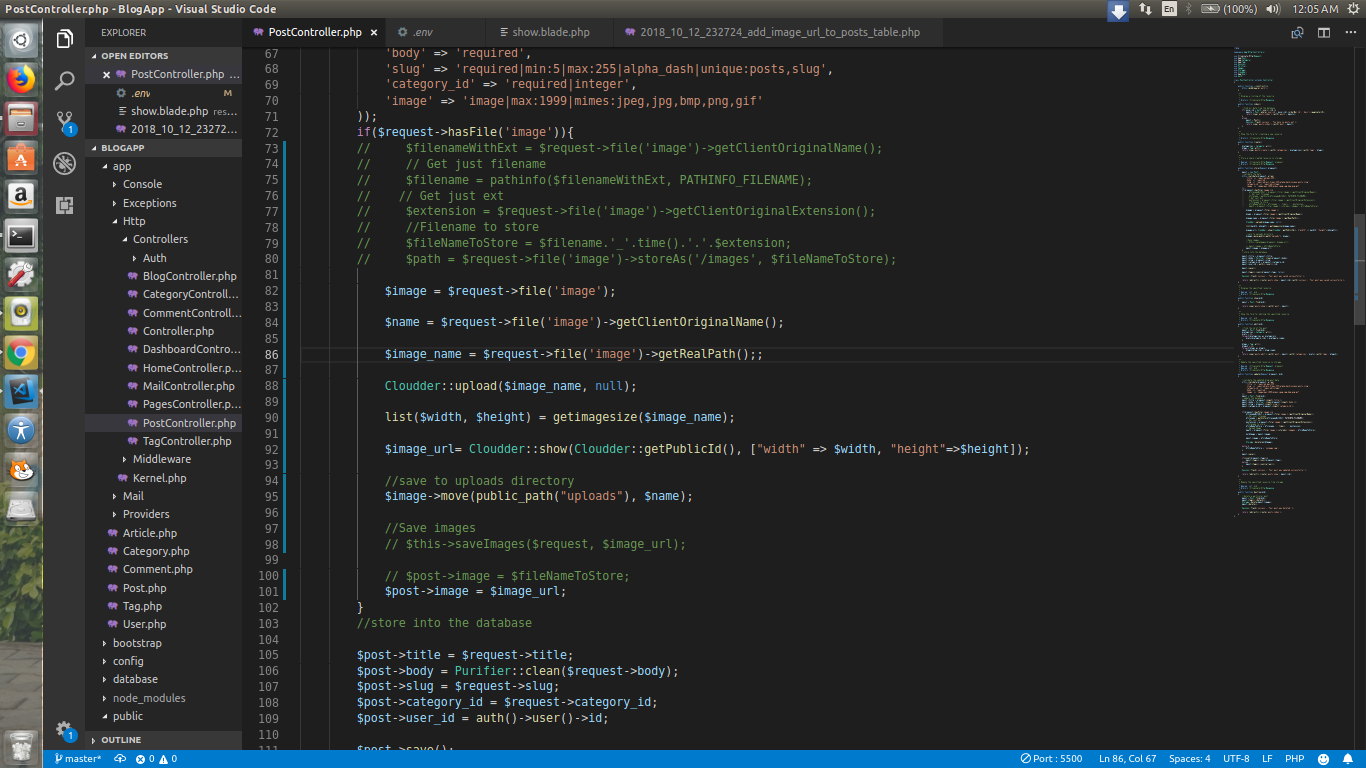 PostController.php - BlogApp - Visual Studio Code
En
(100%)
12:05 AM
EXPLORER
PostController.php ×
.env
show.blade.php
2018_10_12_232724_add_image_url_to_posts_table.php
OPEN EDITORS
PostController.php ...
.env M
show.blade.php res...
2018_10_12_23272...
BLOGAPP
app
Console
Exceptions
Http
Controllers
Auth
BlogController.php
CategoryControll...
CommentControll...
Controller.php
DashboardContro...
HomeController.p...
MailController.php
PagesController.p...
PostController.php
TagController.php
Middleware
Kernel.php
Mail
Providers
Article.php
Category.php
Comment.php
Post.php
Tag.php
User.php
bootstrap
config
database
node_modules
public
OUTLINE
1
1
67 'body' => 'required',
68 'slug' => 'required|min:5|max:255|alpha_dash|unique:posts,slug',
69 'category_id' => 'required|integer',
70 'image' => 'image|max:1999|mimes:jpeg,jpg,bmp,png,gif'
71 ));
72 if($request->hasFile('image')){
73 // $filenameWithExt = $request->file('image')->getClientOriginalName();
74 // // Get just filename
75 // $filename = pathinfo($filenameWithExt, PATHINFO_FILENAME);
76 // // Get just ext
77 // $extension = $request->file('image')->getClientOriginalExtension();
78 // //Filename to store
79 // $fileNameToStore = $filename.'_'.time().'.'.$extension;
80 // $path = $request->file('image')->storeAs('/images', $fileNameToStore);
81
82 $image = $request->file('image');
83
84 $name = $request->file('image')->getClientOriginalName();
85
86 $image_name = $request->file('image')->getRealPath();;
87
88 Cloudder::upload($image_name, null);
89
90 list($width, $height) = getimagesize($image_name);
91
92 $image_url= Cloudder::show(Cloudder::getPublicId(), ["width" => $width, "height"=>$height]);
93
94 //save to uploads directory
95 $image->move(public_path("uploads"), $name);
96
97 //Save images
98 // $this->saveImages($request, $image_url);
99
100 // $post->image = $fileNameToStore;
101 $post->image = $image_url;
102 }
103 //store into the database
104
105 $post->title = $request->title;
106 $post->body = Purifier::clean($request->body);
107 $post->slug = $request->slug;
108 $post->category_id = $request->category_id;
109 $post->user_id = auth()->user()->id;
110
111 $post->save();
master* 0 0 Port : 5500 Ln 86, Col 67 Spaces: 4 UTF-8 LF PHP